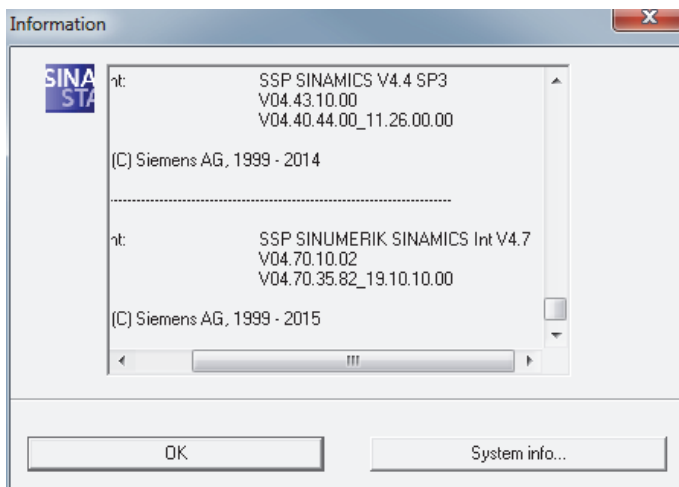 Information
x
SINA
STA
nt:
SSP SINAMICS V4.4 SP3
V04.43.10.00
V04.40.44.00_11.26.00.00
(C) Siemens AG, 1999 - 2014
--------------------------------------------------------------------------------
nt:
SSP SINUMERIK SINAMICS Int V4.7
V04.70.10.02
V04.70.35.82_19.10.10.00
(C) Siemens AG, 1999 - 2015
OK
System info...